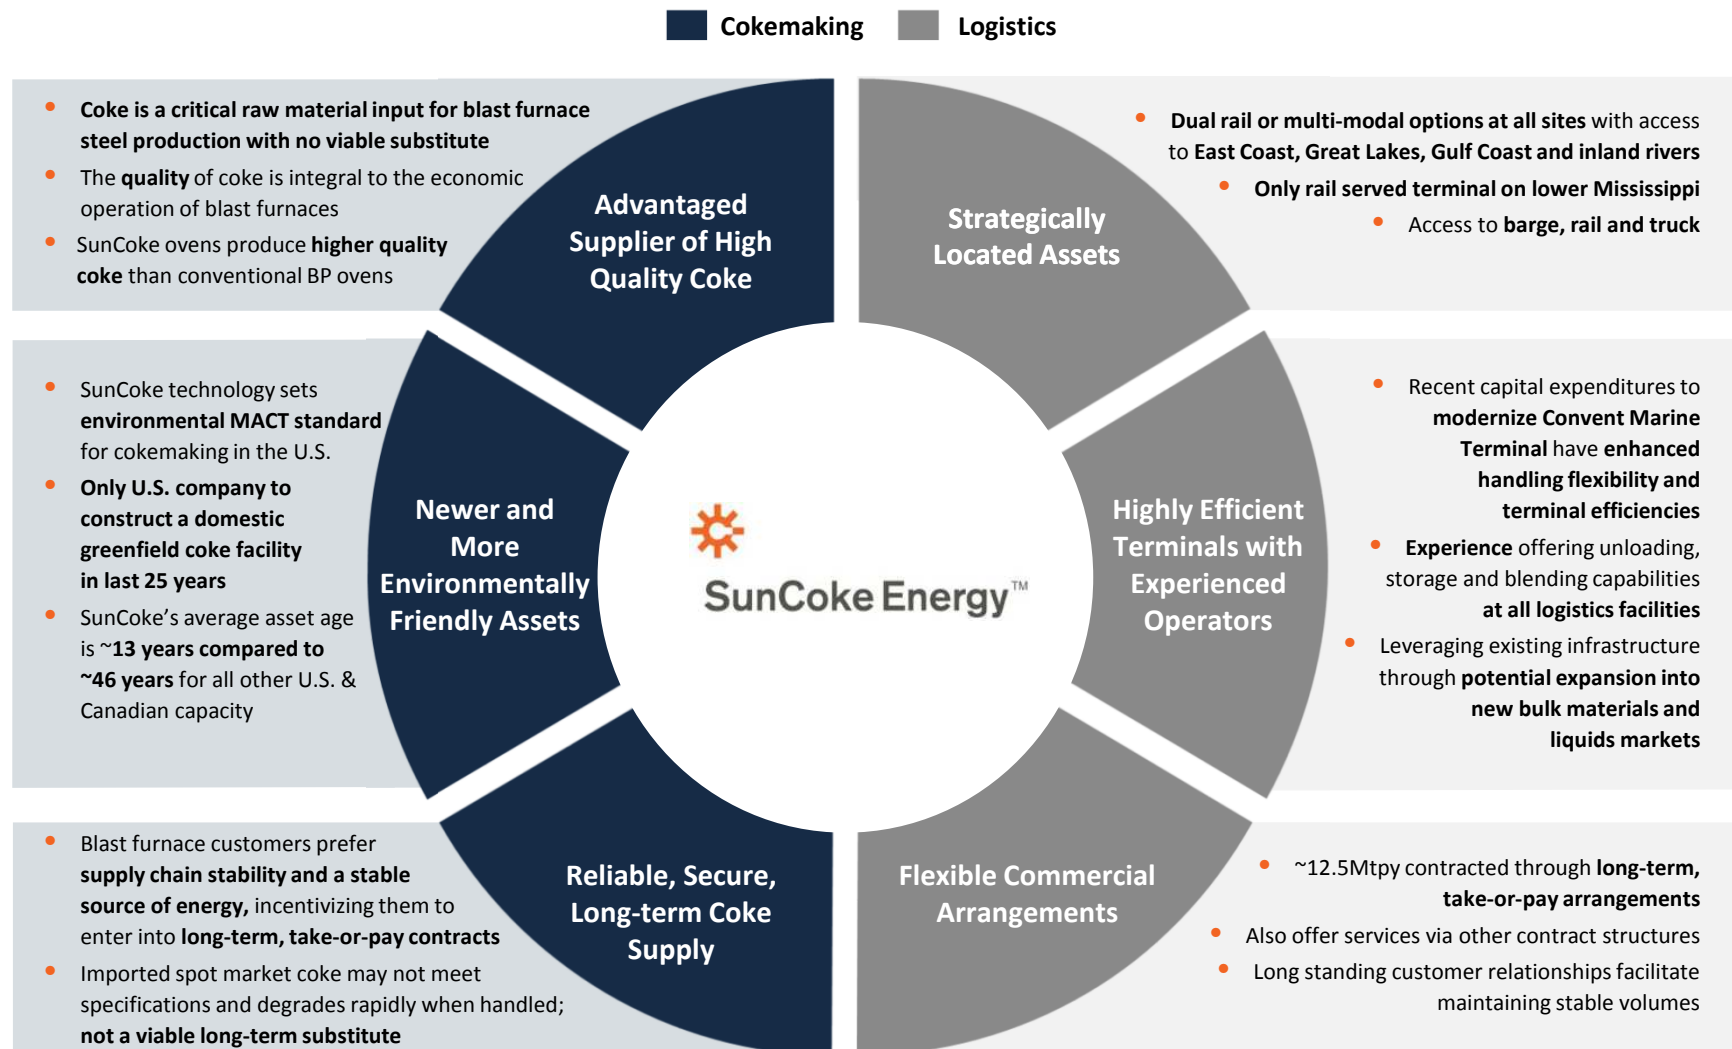 Cokemaking
Logistics
• Coke is a critical raw material input for blast furnace
steel production with no viable substitute
• The quality of coke is integral to the economic
operation of blast furnaces
• SunCoke ovens produce higher quality
coke than conventional BP ovens
Advantaged
Supplier of High
Quality Coke
Strategically
Located Assets
• Dual rail or multi-modal options at all sites with access
to East Coast, Great Lakes, Gulf Coast and inland rivers
• Only rail served terminal on lower Mississippi
• Access to barge, rail and truck
• SunCoke technology sets
environmental MACT standard
for cokemaking in the U.S.
• Only U.S. company to
construct a domestic
greenfield coke facility
in last 25 years
• SunCoke’s average asset age
is ~13 years compared to
~46 years for all other U.S. &
Canadian capacity
Newer and
More
Environmentally
Friendly Assets
SunCoke Energy™
Highly Efficient
Terminals with
Experienced
Operators
• Recent capital expenditures to
modernize Convent Marine
Terminal have enhanced
handling flexibility and
terminal efficiencies
• Experience offering unloading,
storage and blending capabilities
at all logistics facilities
• Leveraging existing infrastructure
through potential expansion into
new bulk materials and
liquids markets
• Blast furnace customers prefer
supply chain stability and a stable
source of energy, incentivizing them to
enter into long-term, take-or-pay contracts
• Imported spot market coke may not meet
specifications and degrades rapidly when handled;
not a viable long-term substitute
Reliable, Secure,
Long-term Coke
Supply
Flexible Commercial
Arrangements
• ~12.5Mtpy contracted through long-term,
take-or-pay arrangements
• Also offer services via other contract structures
• Long standing customer relationships facilitate
maintaining stable volumes